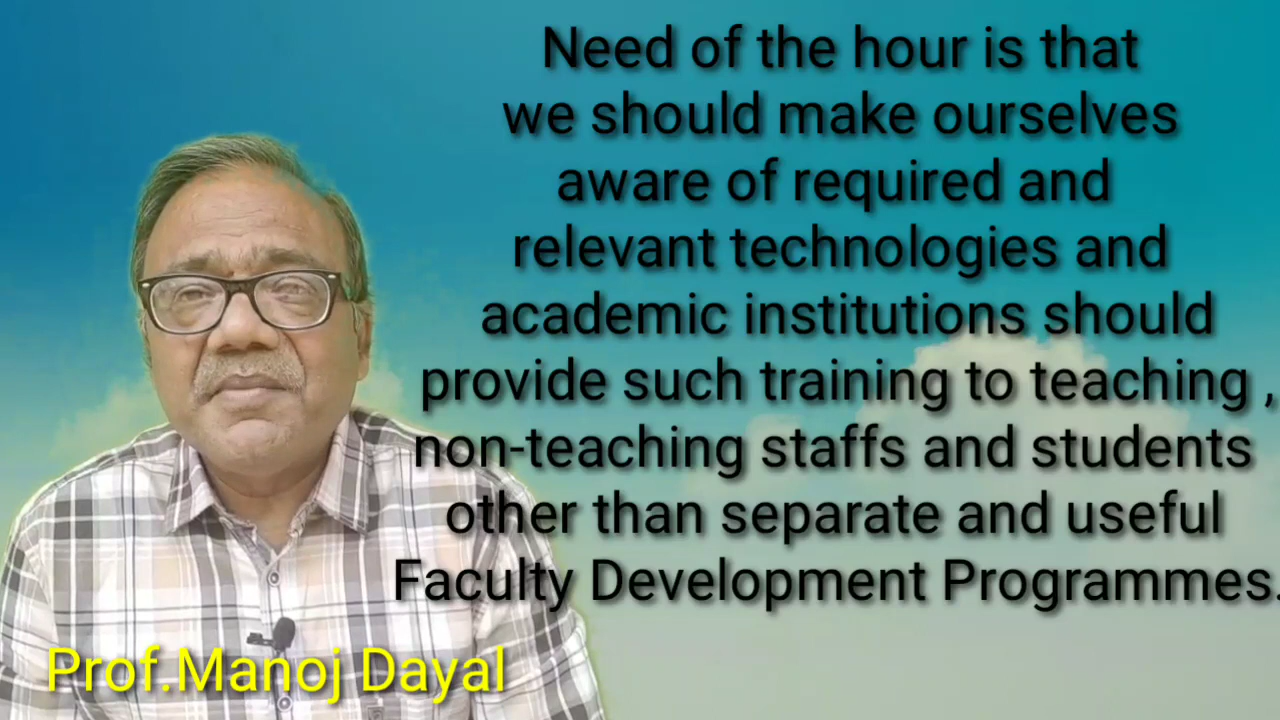 Need of the hour is that
we should make ourselves
aware of required and
relevant technologies and
academic institutions should
provide such training to teaching ,
non-teaching staffs and students
other than separate and useful
Faculty Development Programmes.
Prof.Manoj Dayal